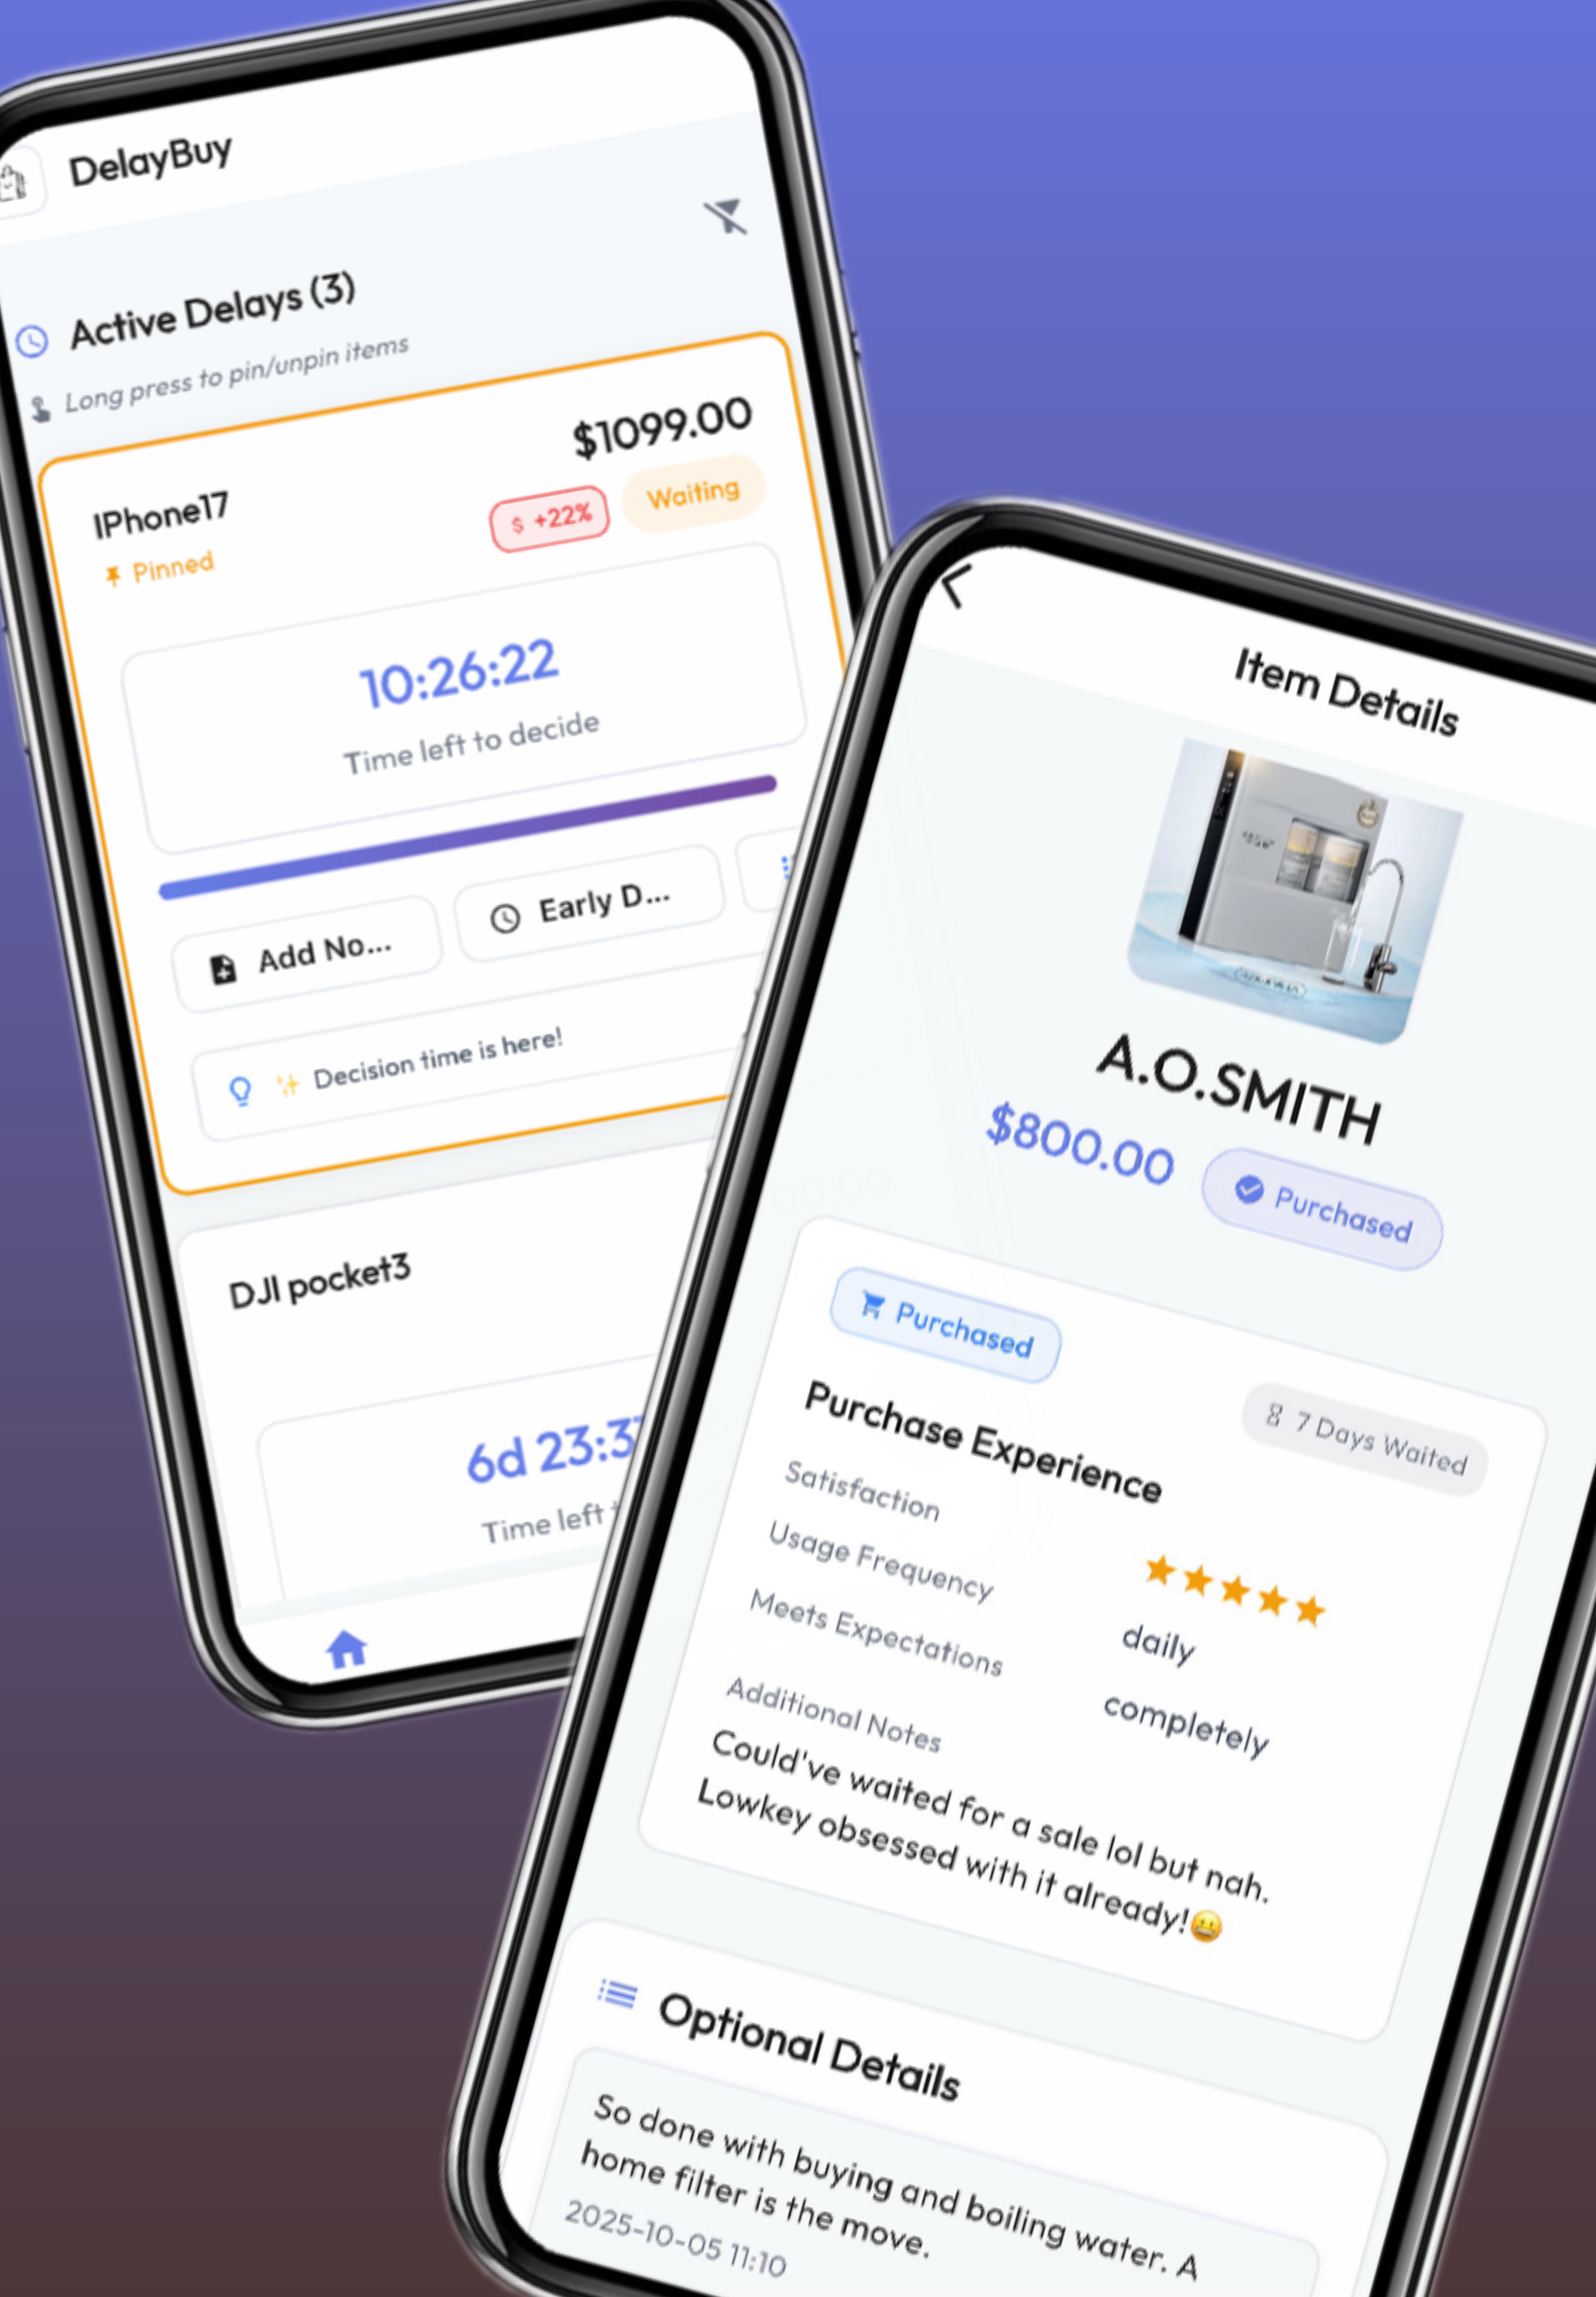 DelayBuy
Active Delays (3)
Long press to pin/unpin items
$1099.00
IPhone17
$ +22%
Waiting
Pinned
10:26:22
Time left to decide
Add No...
Early D...
✨ Decision time is here!
DJI pocket3
6d 23:3
Time left
Item Details
A.O.SMITH
$800.00
Purchased
Purchased
7 Days Waited
Purchase Experience
Satisfaction
★★★★★
Usage Frequency
daily
Meets Expectations
completely
Additional Notes
Could've waited for a sale lol but nah.
Lowkey obsessed with it already!😀
Optional Details
So done with buying and boiling water. A
home filter is the move.
2025-10-05 11:10